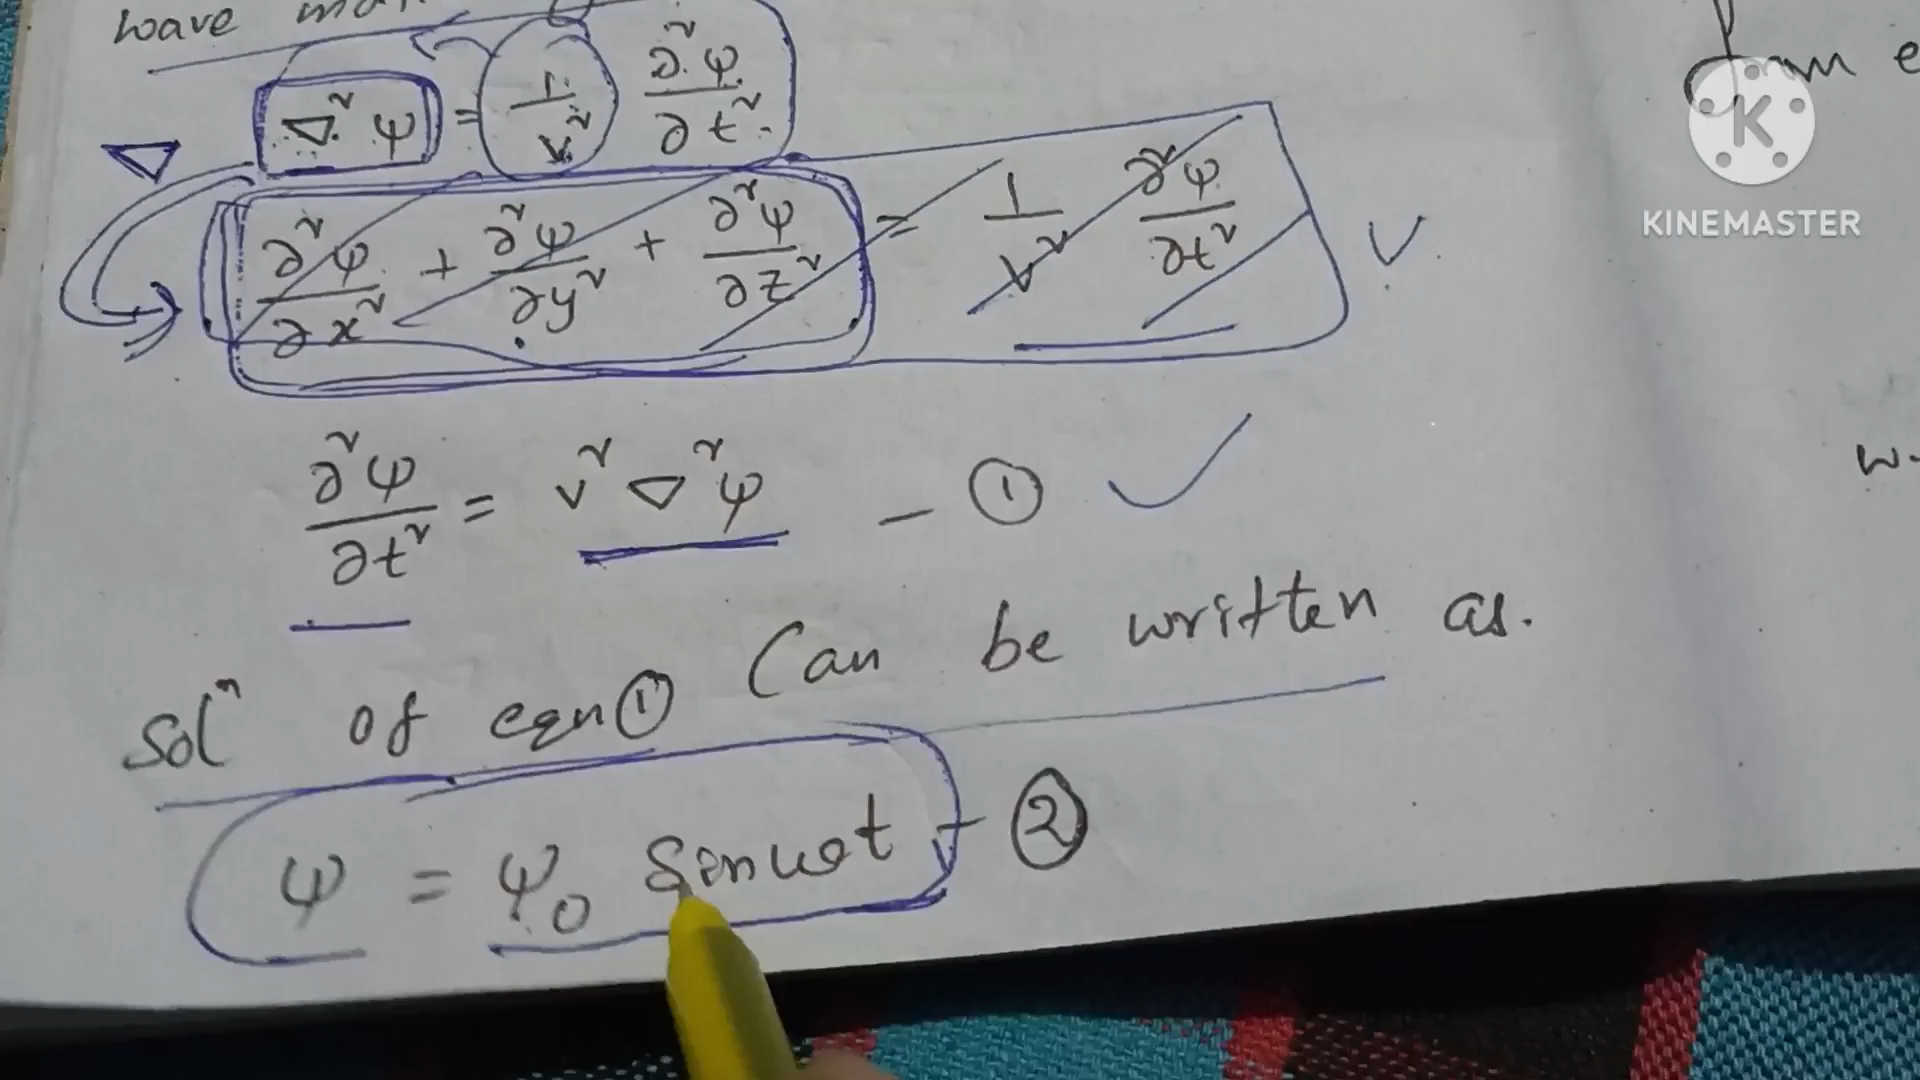 wave
∇²ψ = 1/v² ∂²ψ/∂t²
∇
∂²ψ/∂x² + ∂²ψ/∂y² + ∂²ψ/∂z² = 1/v² ∂²ψ/∂t²
∂²ψ/∂t² = v²∇²ψ - ①
solⁿ of eqn ① Can be written as.
ψ = ψ₀ sinωt - ②
K
KINEMASTER
w.